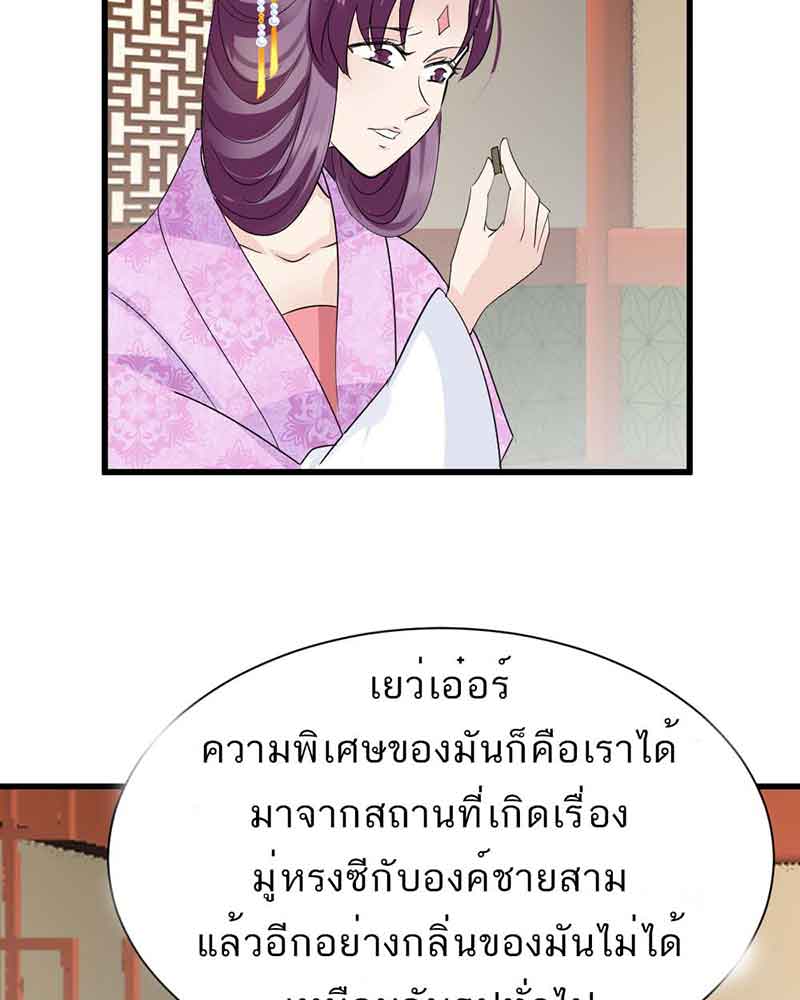 เยว่เอ๋อร์
ความพิเศษของมันก็คือเราได้
มาจากสถานที่เกิดเรื่อง
มู่หรงซีกับองค์ชายสาม
แล้วอีกอย่างกลิ่นของมันไม่ได้